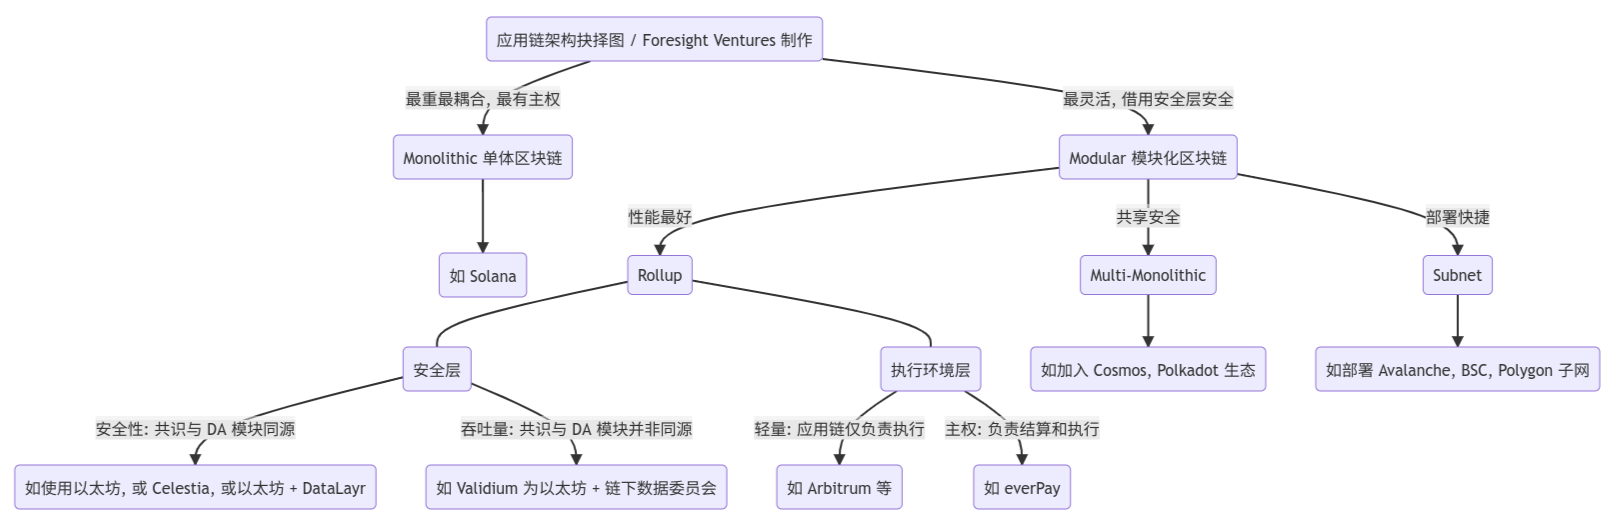 应用链架构抉择图 / Foresight Ventures 制作
最重最耦合, 最有主权
最灵活, 借用安全层安全
Monolithic 单体区块链
Modular 模块化区块链
性能最好
共享安全
部署快捷
如 Solana
Rollup
Multi-Monolithic
Subnet
安全层
执行环境层
如加入 Cosmos, Polkadot 生态
如部署 Avalanche, BSC, Polygon 子网
安全性: 共识与 DA 模块同源
吞吐量: 共识与 DA 模块并非同源
轻量: 应用链仅负责执行
主权: 负责结算和执行
如使用以太坊, 或 Celestia, 或以太坊 + DataLayr
如 Validium 为以太坊 + 链下数据委员会
如 Arbitrum 等
如 everPay